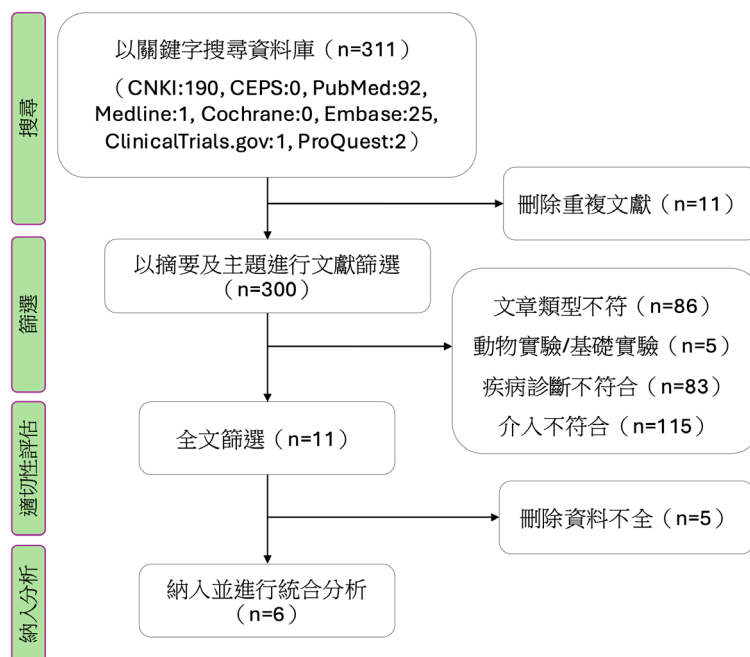 搜尋
以關鍵字搜尋資料庫（n=311）
（CNKI:190, CEPS:0, PubMed:92,
Medline:1, Cochrane:0, Embase:25,
ClinicalTrials.gov:1, ProQuest:2）
刪除重複文獻（n=11）
篩選
以摘要及主題進行文獻篩選
（n=300）
文章類型不符（n=86）
動物實驗/基礎實驗（n=5）
疾病診斷不符合（n=83）
介入不符合（n=115）
適切性評估
全文篩選（n=11）
刪除資料不全（n=5）
納入分析
納入並進行統合分析
（n=6）